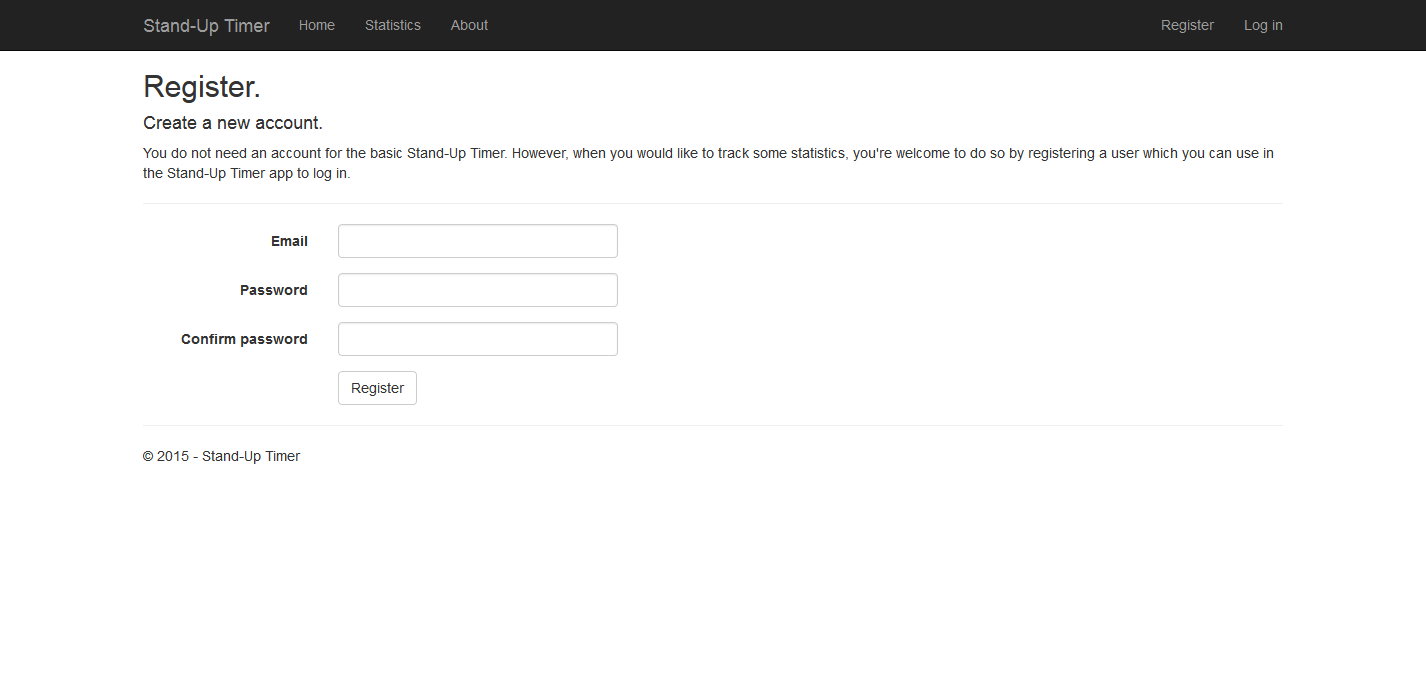 Stand-Up Timer Home Statistics About Register Log in
Register.
Create a new account.
You do not need an account for the basic Stand-Up Timer. However, when you would like to track some statistics, you're welcome to do so by registering a user which you can use in
the Stand-Up Timer app to log in.
Email
Password
Confirm password
Register
© 2015 - Stand-Up Timer